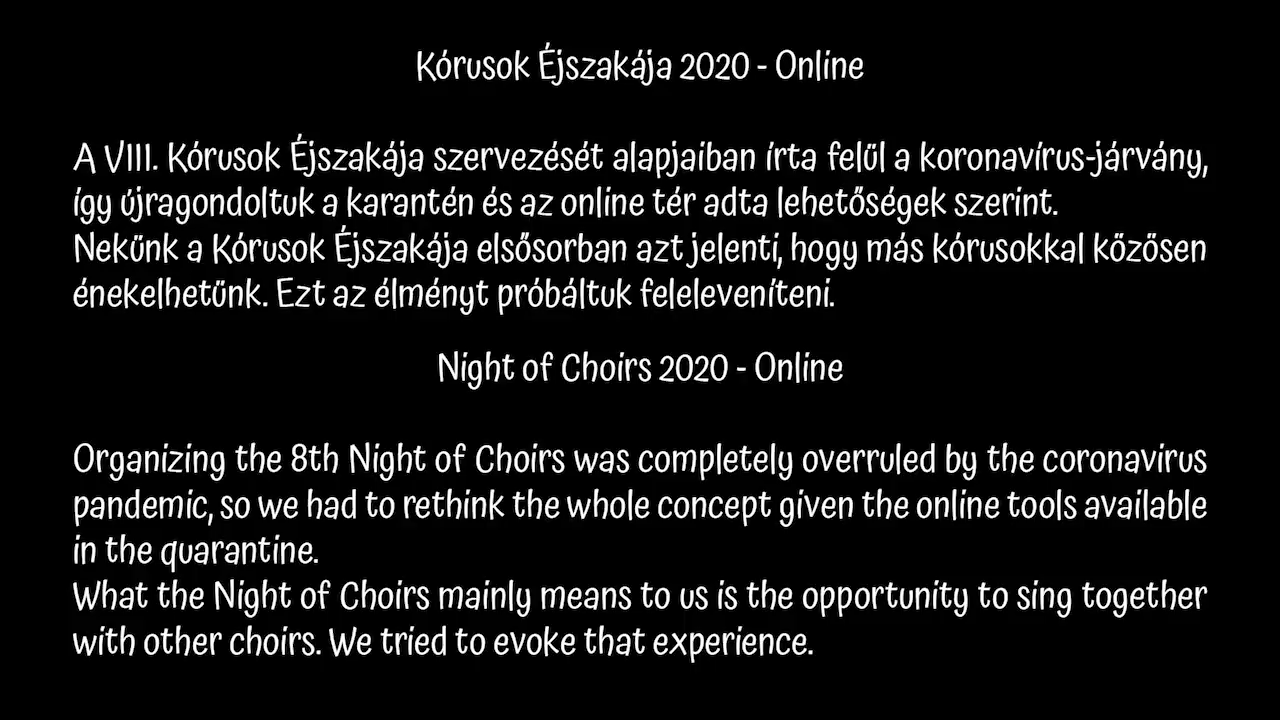 Kórusok Éjszakája 2020 - Online
A VIII. Kórusok Éjszakája szervezését alapjaiban írta felül a koronavírus-járvány,
így újragondoltuk a karantén és az online tér adta lehetőségek szerint.
Nekünk a Kórusok Éjszakája elsősorban azt jelenti, hogy más kórusokkal közösen
énekelhetünk. Ezt az élményt próbáltuk feleleveníteni.
Night of Choirs 2020 - Online
Organizing the 8th Night of Choirs was completely overruled by the coronavirus
pandemic, so we had to rethink the whole concept given the online tools available
in the quarantine.
What the Night of Choirs mainly means to us is the opportunity to sing together
with other choirs. We tried to evoke that experience.